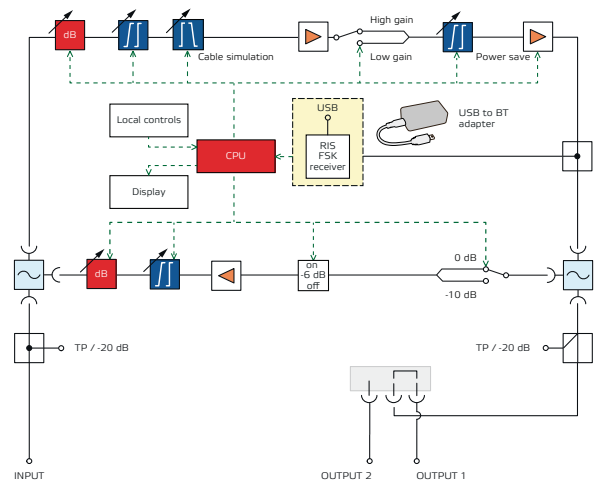 High gain
dB
Cable simulation
Low gain
Power save
USB
USB to BT
adapter
Local controls
CPU
RIS
FSK
receiver
Display
0 dB
dB
on
-6 dB
off
-10 dB
TP / -20 dB
TP / -20 dB
INPUT
OUTPUT 2
OUTPUT 1